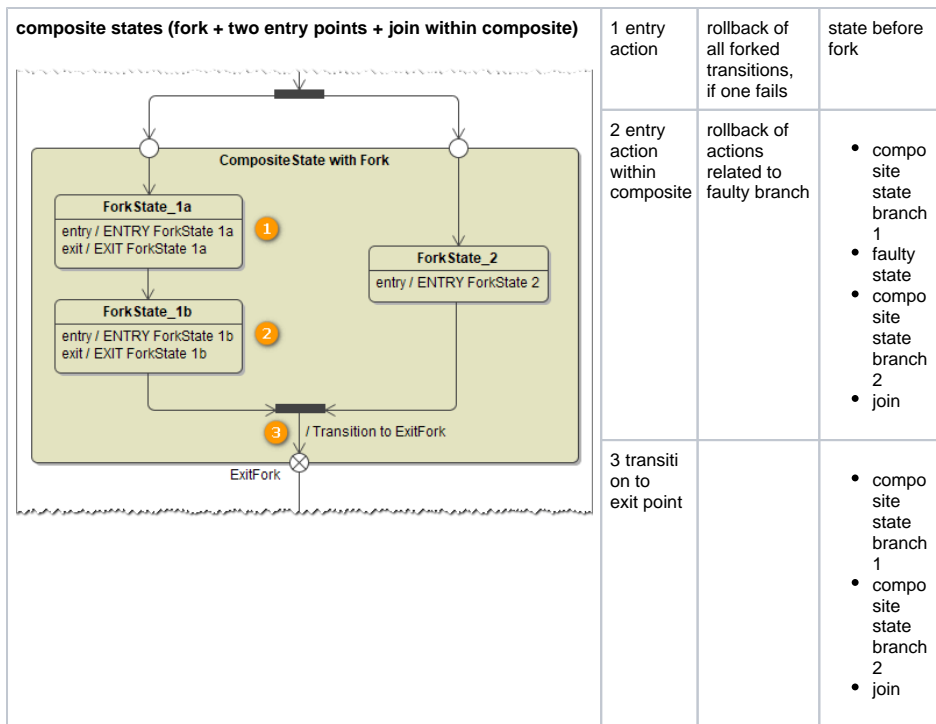 composite states (fork + two entry points + join within composite)
CompositeState with Fork
ForkState_1a
entry / ENTRY ForkState 1a
exit / EXIT ForkState 1a
1
ForkState_2
entry / ENTRY ForkState 2
ForkState_1b
entry / ENTRY ForkState 1b
exit / EXIT ForkState 1b
2
3
/ Transition to ExitFork
ExitFork
1 entry
action
rollback of
all forked
transitions,
if one fails
state before
fork
2 entry
action
within
composite
rollback of
actions
related to
faulty branch
• compo
site
state
branch
1
• faulty
state
• compo
site
state
branch
2
• join
3 transiti
on to
exit point
• compo
site
state
branch
1
• compo
site
state
branch
2
• join